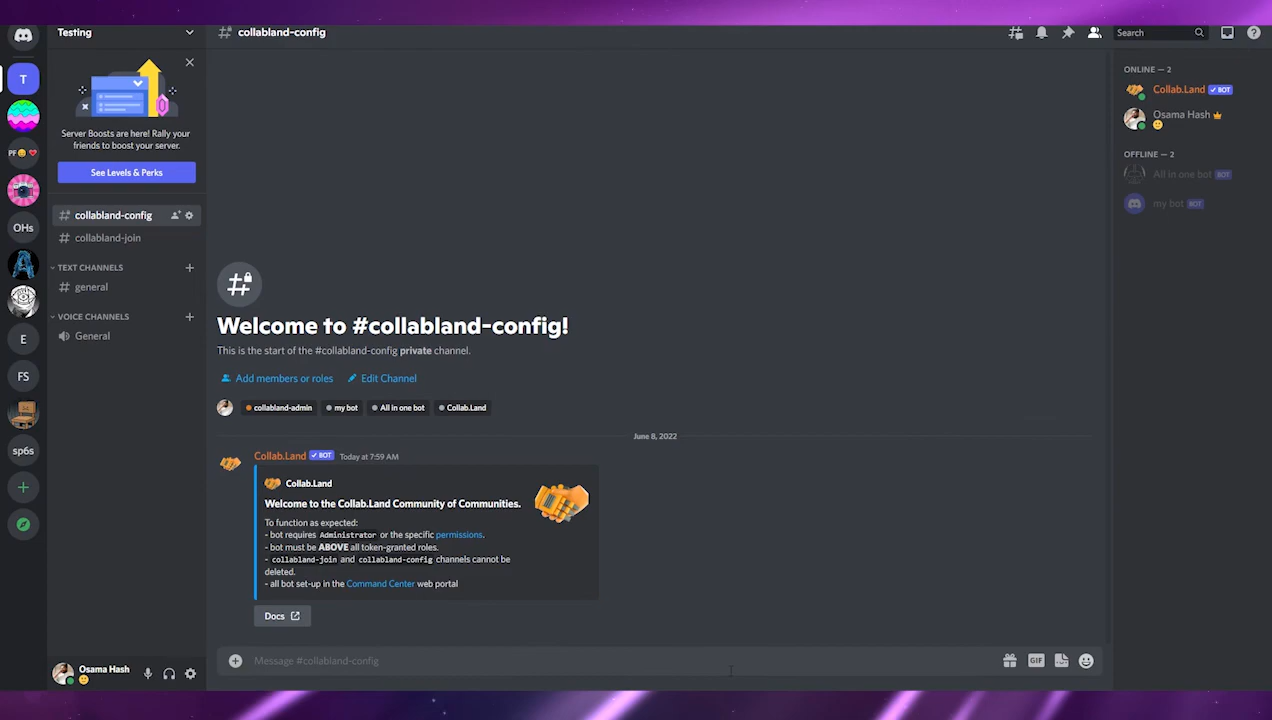 Testing
Server Boosts are here! Rally your
friends to boost your server.
See Levels & Perks
T
PF
OHs
E
FS
sp6s
collabland-config
collabland-join
TEXT CHANNELS
general
VOICE CHANNELS
General
Osama Hash
collabland-config
Search
Welcome to #collabland-config!
This is the start of the #collabland-config private channel.
Add members or roles
Edit Channel
collabland-admin
my bot
All in one bot
Collab.Land
June 8, 2022
Collab.Land ✓ BOT Today at 7:59 AM
Collab.Land
Welcome to the Collab.Land Community of Communities.
To function as expected:
- bot requires Administrator or the specific permissions.
- bot must be ABOVE all token-granted roles.
- collabland-join and collabland-config channels cannot be
deleted.
- all bot set-up in the Command Center web portal
Docs
Message #collabland-config
GIF
ONLINE — 2
Collab.Land ✓ BOT
Osama Hash
OFFLINE — 2
All in one bot BOT
my bot BOT